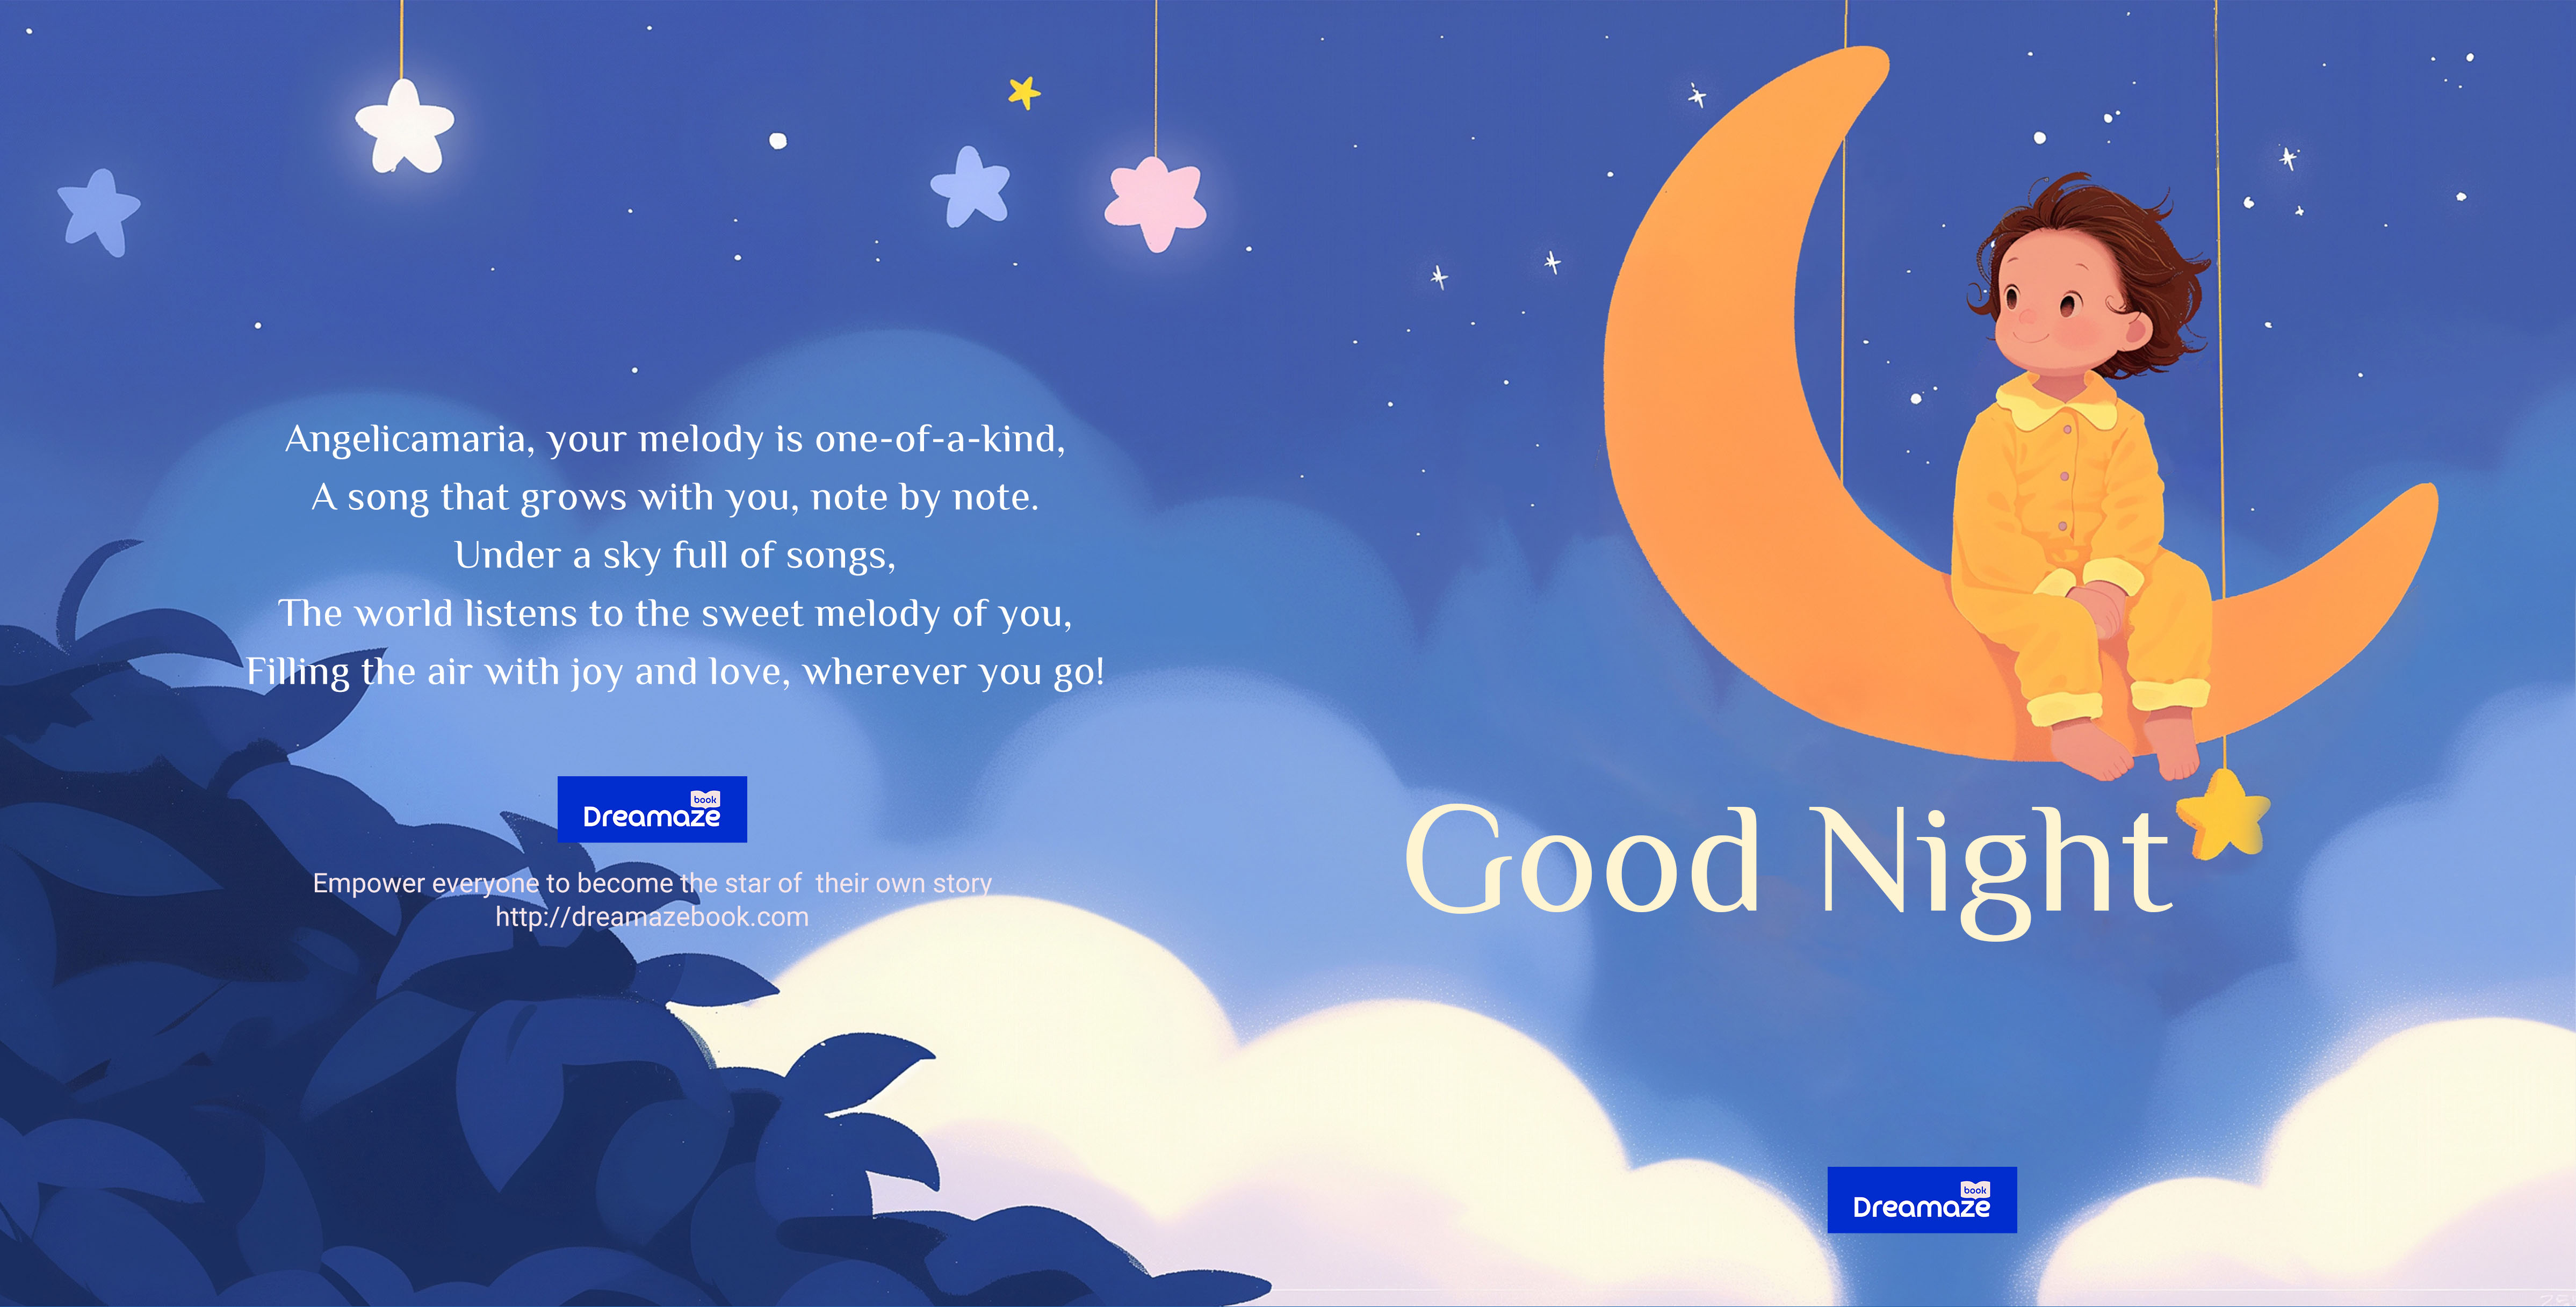 Angelicamaria, your melody is one-of-a-kind,
A song that grows with you, note by note.
Under a sky full of songs,
The world listens to the sweet melody of you,
Filling the air with joy and love, wherever you go!
book
Dreamaze
Empower everyone to become the star of their own story
http://dreamazebook.com
Good Night
book
Dreamaze